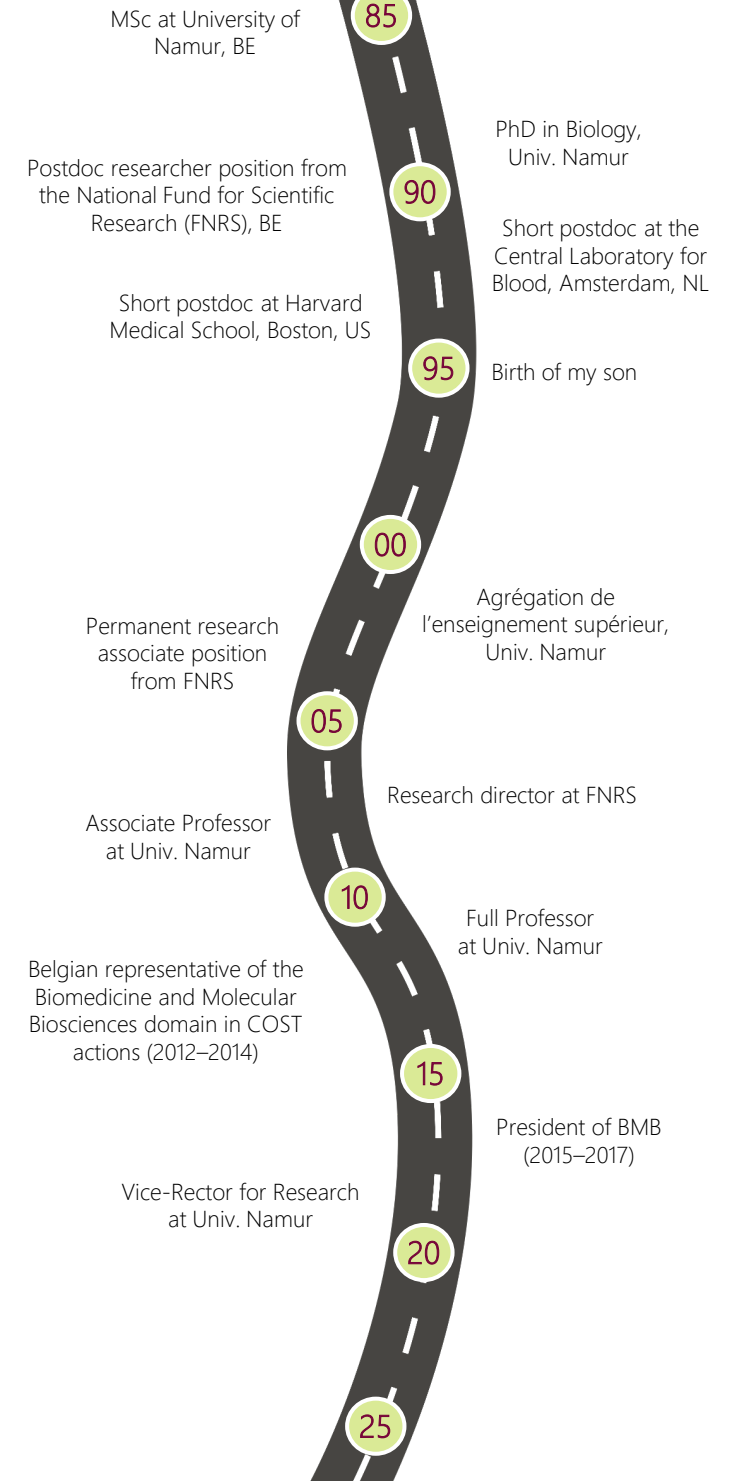 MSc at University of
Namur, BE
85
PhD in Biology,
Univ. Namur
Postdoc researcher position from
the National Fund for Scientific
Research (FNRS), BE
90
Short postdoc at the
Central Laboratory for
Blood, Amsterdam, NL
Short postdoc at Harvard
Medical School, Boston, US
95
Birth of my son
00
Agrégation de
l’enseignement supérieur,
Univ. Namur
Permanent research
associate position
from FNRS
05
Research director at FNRS
Associate Professor
at Univ. Namur
10
Full Professor
at Univ. Namur
Belgian representative of the
Biomedicine and Molecular
Biosciences domain in COST
actions (2012–2014)
15
President of BMB
(2015–2017)
Vice-Rector for Research
at Univ. Namur
20
25